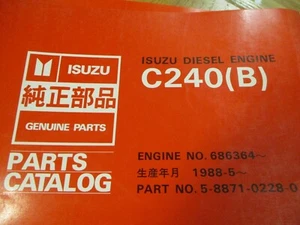 ISUZU
純正部品
GENUINE PARTS
PARTS
CATALOG
ISUZU DIESEL ENGINE
C240(B)
ENGINE NO. 686364~
生産年月 1988-5~
PART NO. 5-8871-0228-0